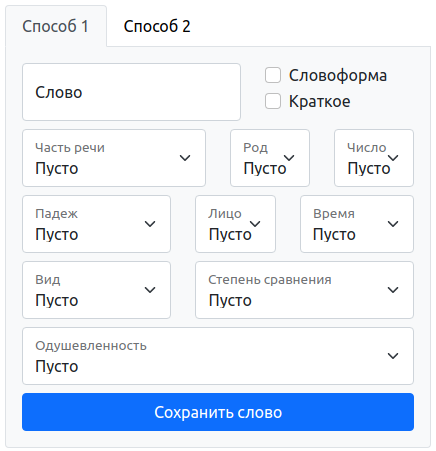 Способ 1 Способ 2
Слово
Словоформа
Краткое
Часть речи Род Число
Пусто Пусто Пусто
Падеж Лицо Время
Пусто Пусто Пусто
Вид Степень сравнения
Пусто Пусто
Одушевленность
Пусто
Сохранить слово